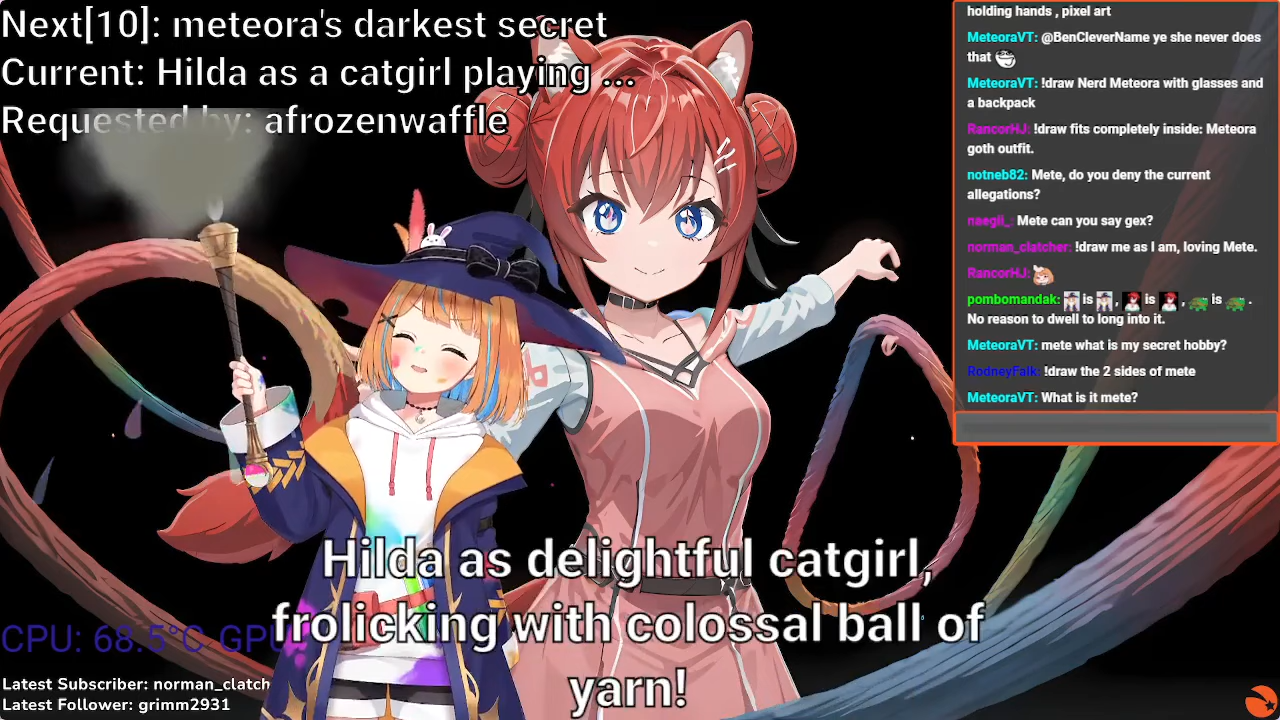 Next[10]: meteora's darkest secret
Current: Hilda as a catgirl playing ...
Requested by: afrozenwaffle
holding hands , pixel art
MeteoraVT: @BenCleverName ye she never does
that
MeteoraVT: !draw Nerd Meteora with glasses and
a backpack
RancorHJ: !draw fits completely inside: Meteora
goth outfit.
notneb82: Mete, do you deny the current
allegations?
naegii_: Mete can you say gex?
norman_clatcher: !draw me as I am, loving Mete.
RancorHJ:
pombomandak: is , is , is .
No reason to dwell to long into it.
MeteoraVT: mete what is my secret hobby?
RodneyFalk: !draw the 2 sides of mete
MeteoraVT: What is it mete?
Hilda as delightful catgirl,
frolicking with colossal ball of
yarn!
CPU: 68.5°C GPU
Latest Subscriber: norman_clatch
Latest Follower: grimm2931